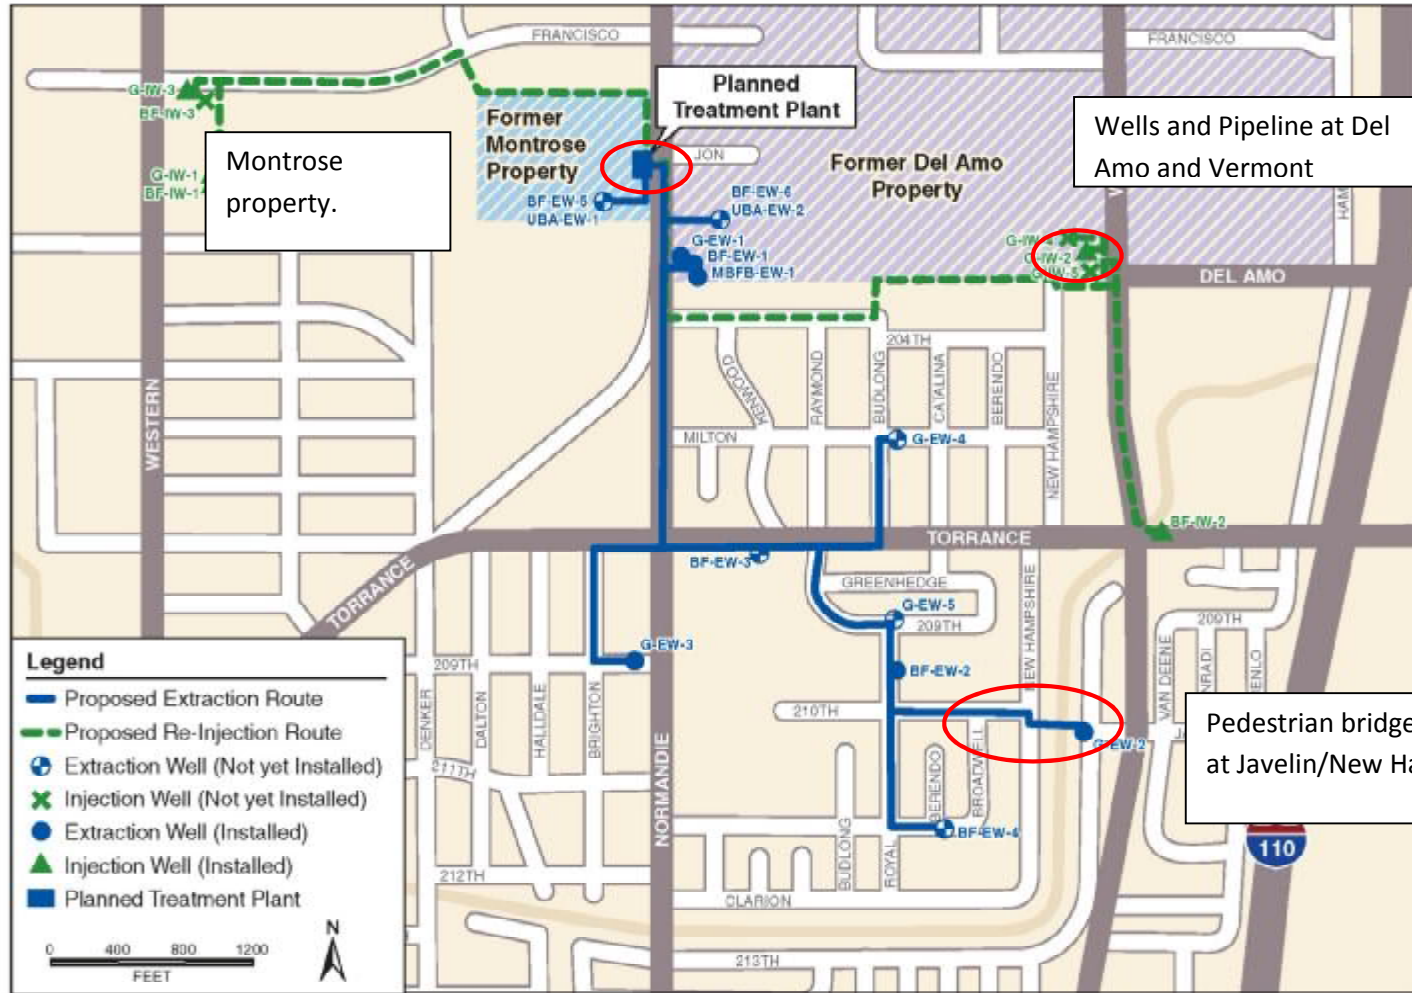 FRANCISCO
FRANCISCO
Planned
Treatment Plant
G-IW-3
BF-IW-3
Former
Montrose
Property
JON
Former Del Amo
Property
Wells and Pipeline at Del
Amo and Vermont
Montrose
property.
G-IW-1
BF-IW-1
BF-EW-5
UBA-EW-1
BF-EW-6
UBA-EW-2
G-EW-1
BF-EW-1
MBFB-EW-1
G-IW-2
G-IW-5
DEL AMO
204TH
KENWOOD
RAYMOND
BUDLONG
CATALINA
BERENDO
NEW HAMPSHIRE
WESTERN
MILTON
G-EW-4
BF-IW-2
TORRANCE
TORRANCE
BF-EW-3
GREENHEDGE
G-EW-5
209TH
209TH
NEW HAMPSHIRE
VAN DEENE
G-EW-3
209TH
BF-EW-2
210TH
G-EW-2
Pedestrian bridge
at Javelin/New Ha
DENKER
DALTON
HALLDALE
BRIGHTON
NORMANDIE
211TH
BERENDO
BROADWELL
BF-EW-4
BUDLONG
ROYAL
212TH
CLARION
213TH
110
Legend
Proposed Extraction Route
Proposed Re-Injection Route
Extraction Well (Not yet Installed)
Injection Well (Not yet Installed)
Extraction Well (Installed)
Injection Well (Installed)
Planned Treatment Plant
N
0 400 800 1200
FEET